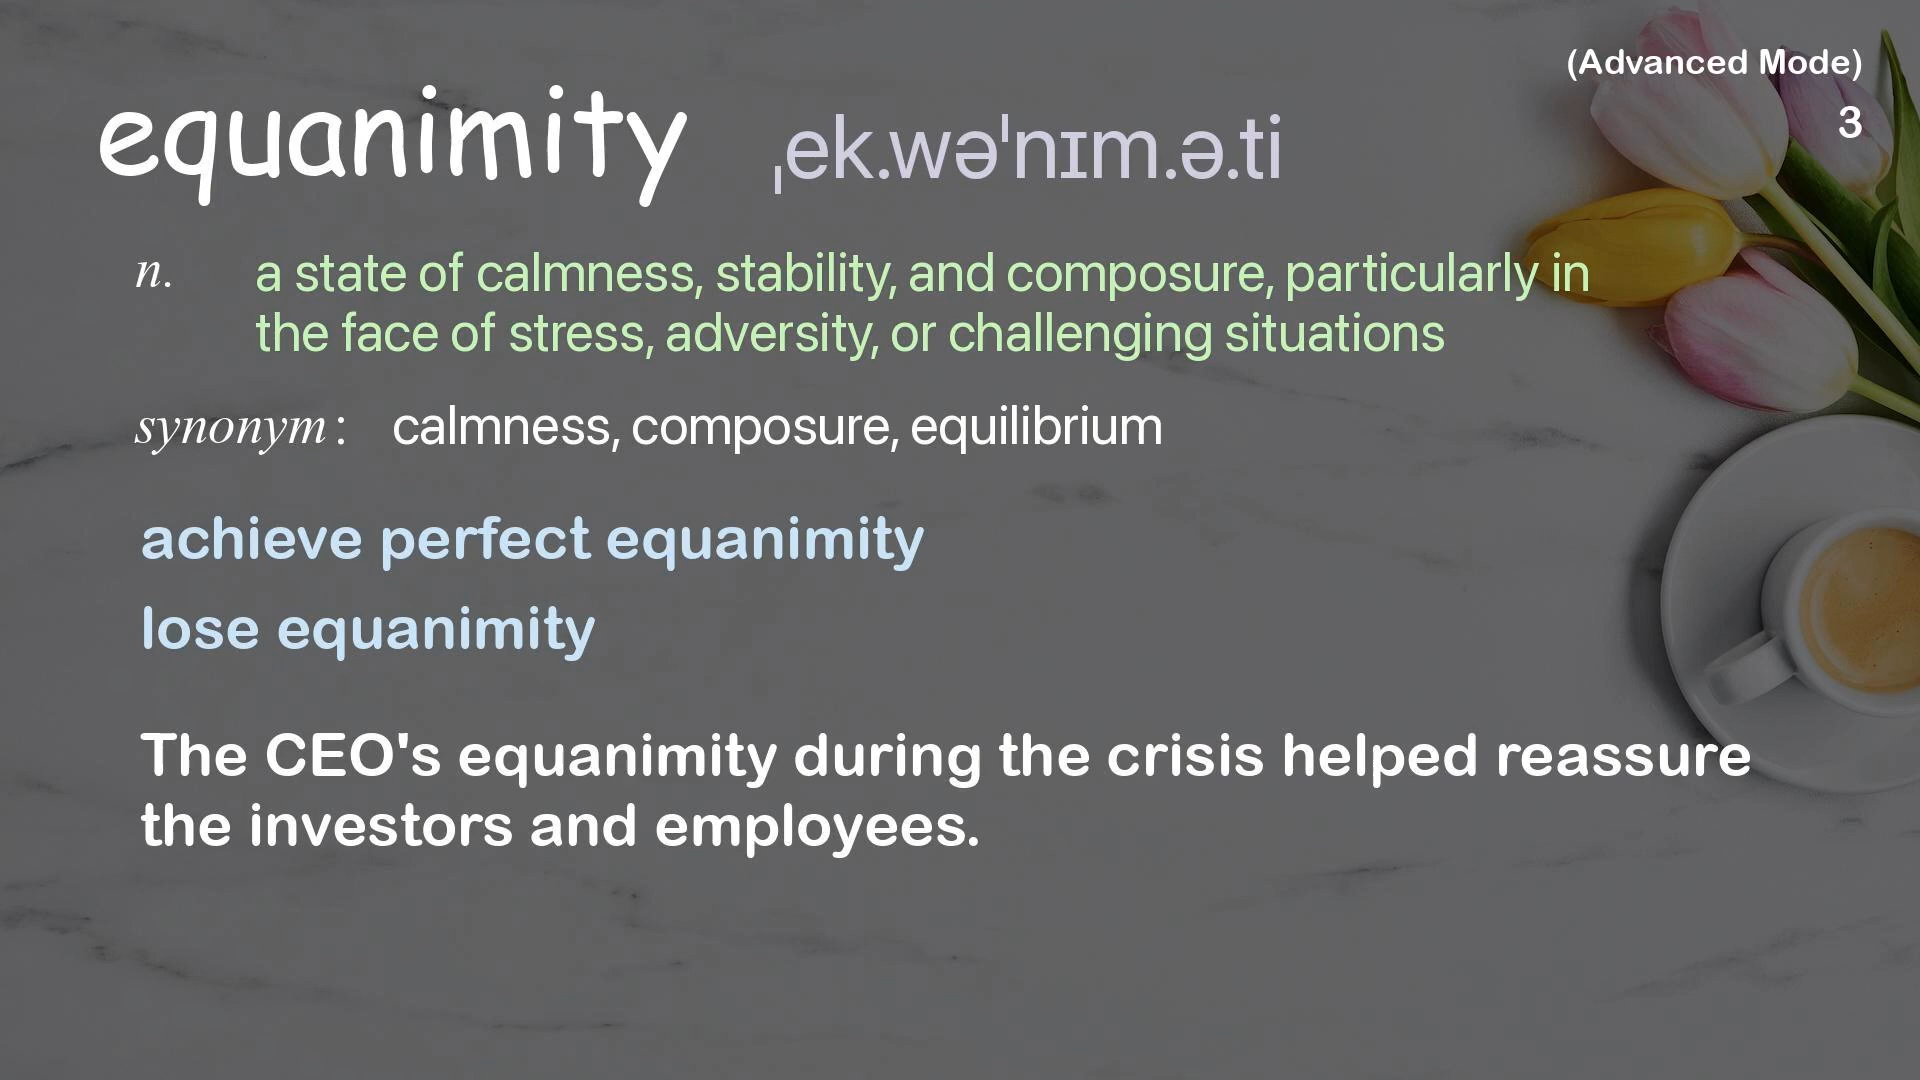 (Advanced Mode)
equanimity ˌek.wəˈnɪm.ə.ti
3
n. a state of calmness, stability, and composure, particularly in
the face of stress, adversity, or challenging situations
synonym : calmness, composure, equilibrium
achieve perfect equanimity
lose equanimity
The CEO's equanimity during the crisis helped reassure
the investors and employees.